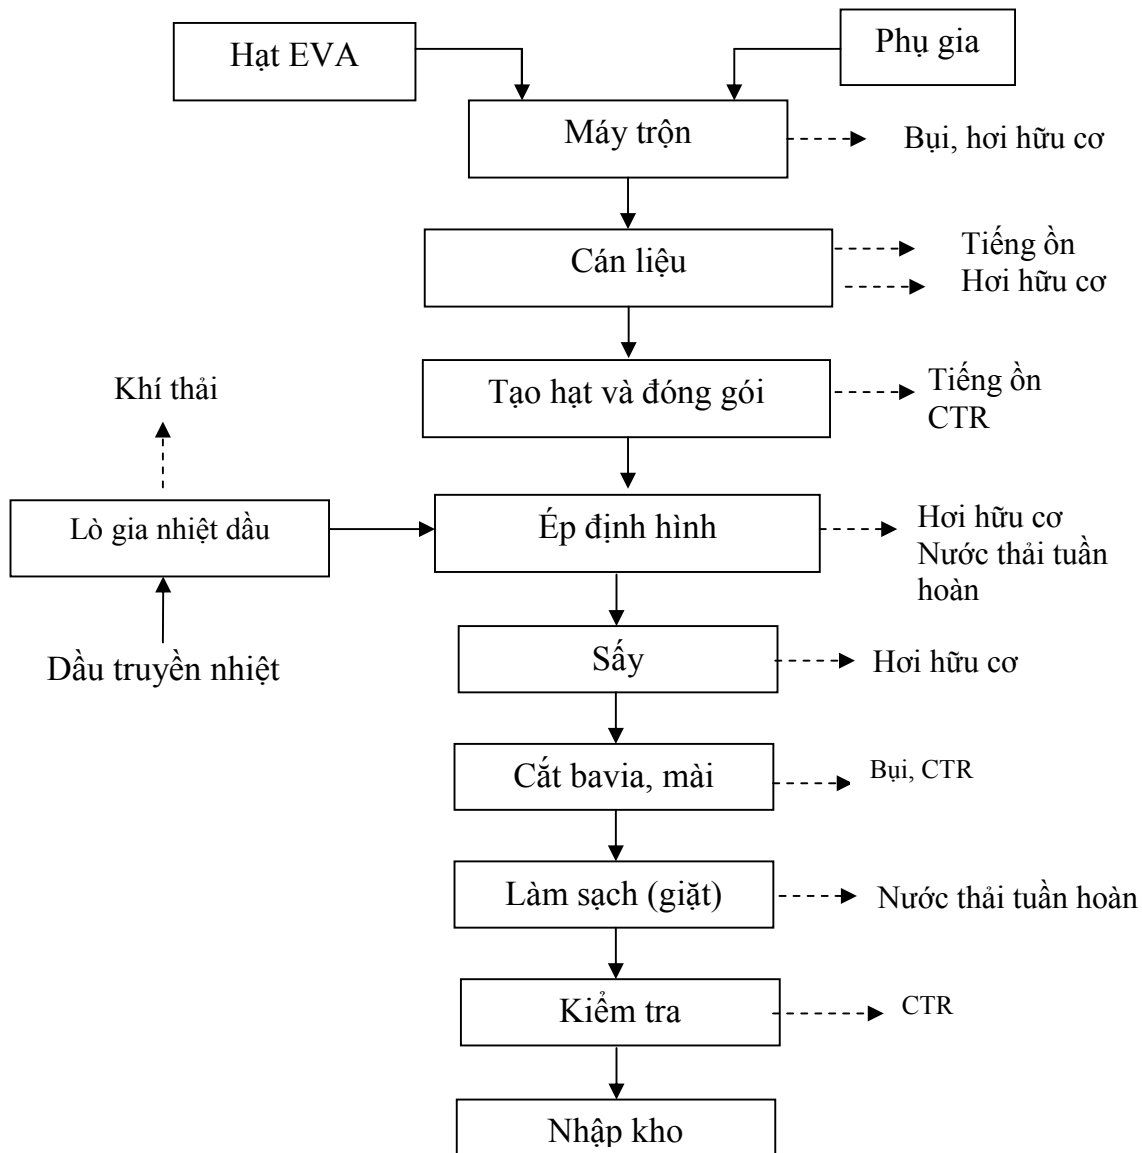 Hạt EVA
Phụ gia
Máy trộn
Bụi, hơi hữu cơ
Cán liệu
Tiếng ồn
Hơi hữu cơ
Tạo hạt và đóng gói
Tiếng ồn
CTR
Khí thải
Lò gia nhiệt dầu
Ép định hình
Hơi hữu cơ
Nước thải tuần
hoàn
Dầu truyền nhiệt
Sấy
Hơi hữu cơ
Cắt bavia, mài
Bụi, CTR
Làm sạch (giặt)
Nước thải tuần hoàn
Kiểm tra
CTR
Nhập kho